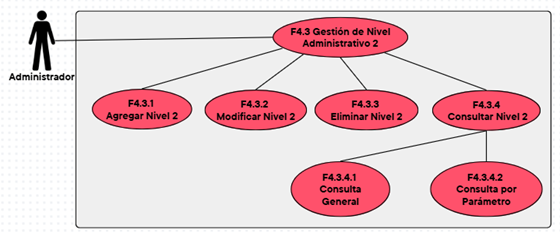 F4.3 Gestión de Nivel
Administrativo 2
Administrador
F4.3.1
Agregar Nivel 2
F4.3.2
Modificar Nivel 2
F4.3.3
Eliminar Nivel 2
F4.3.4
Consultar Nivel 2
F4.3.4.1
Consulta
General
F4.3.4.2
Consulta por
Parámetro